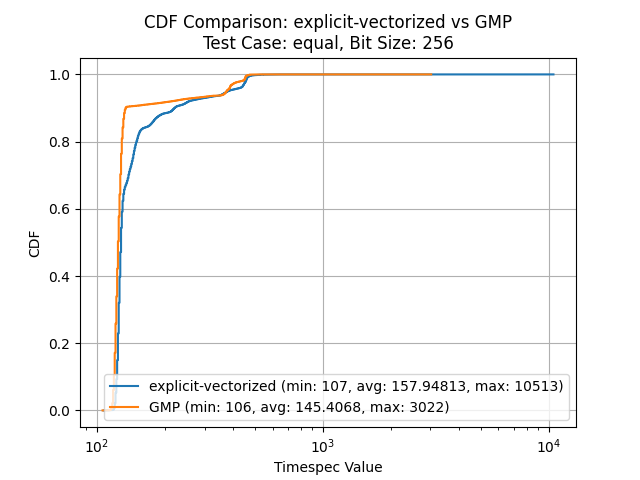 CDF Comparison: explicit-vectorized vs GMP
Test Case: equal, Bit Size: 256
1.0
0.8
0.6
0.4
0.2
0.0
CDF
explicit-vectorized (min: 107, avg: 157.94813, max: 10513)
GMP (min: 106, avg: 145.4068, max: 3022)
10²
10³
10⁴
Timespec Value